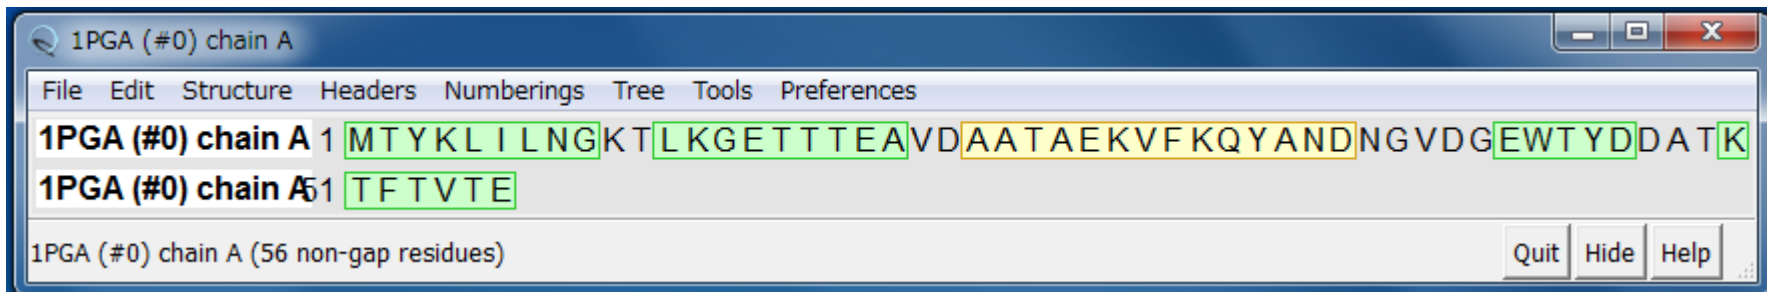 1PGA (#0) chain A
File Edit Structure Headers Numberings Tree Tools Preferences
1PGA (#0) chain A 1 MTYKLILNGKTLKGETTTEAVDAATAEKVFKQYANDNGVDGEWTYDDATK
1PGA (#0) chain A 51 TFTVTE
1PGA (#0) chain A (56 non-gap residues) Quit Hide Help